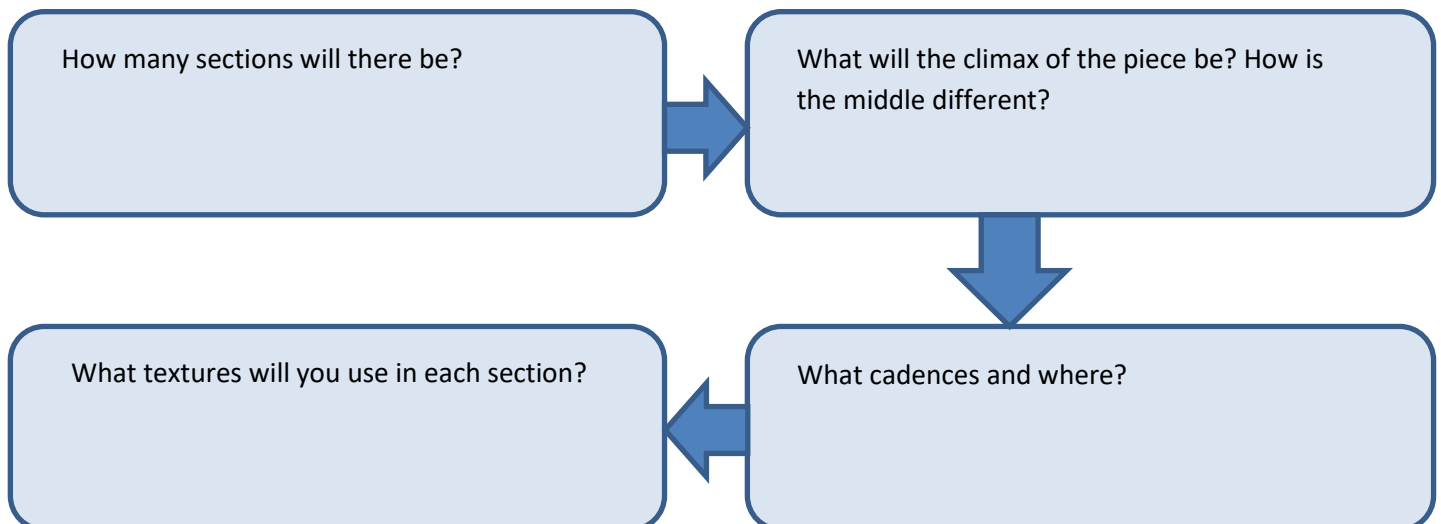 How many sections will there be?
What will the climax of the piece be? How is
the middle different?
What cadences and where?
What textures will you use in each section?